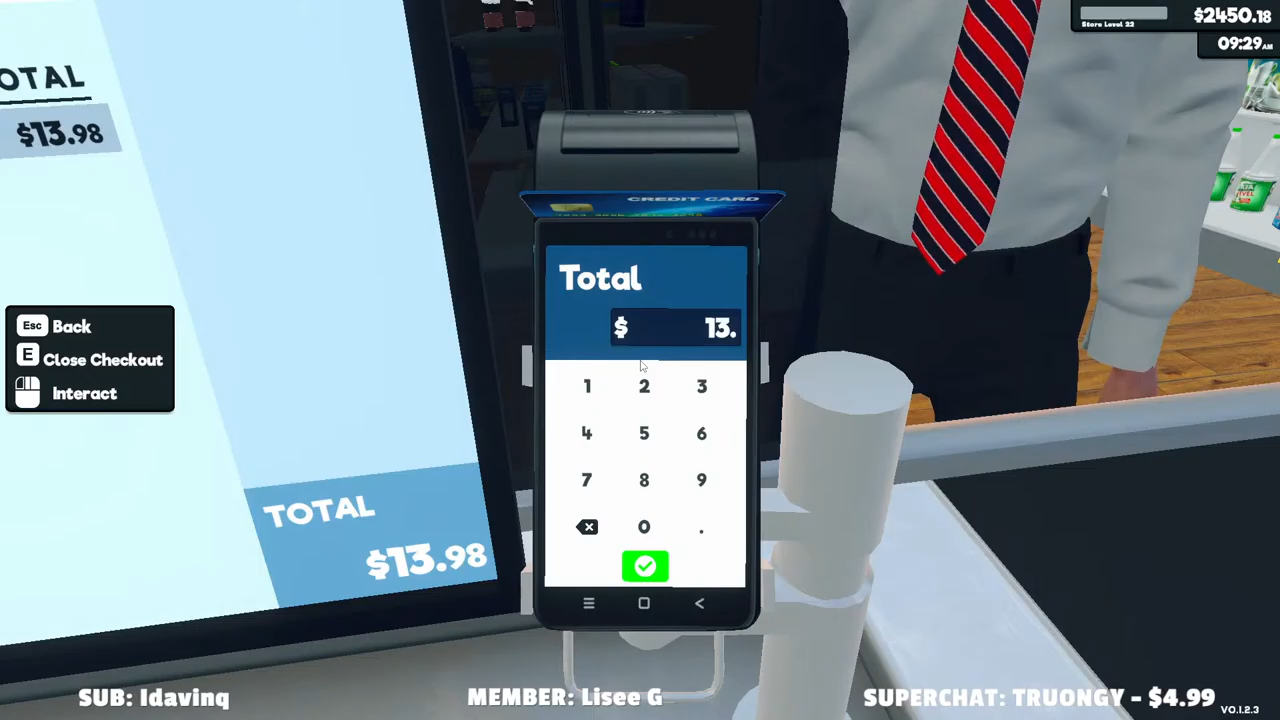 $2450.18
Store Level 22
09:29AM
OTAL
$13.98
CREDIT CARD
Total
$ 13.
Esc Back
E Close Checkout
Interact
1 2 3
4 5 6
7 8 9
0 .
TOTAL
$13.98
SUB: Idavinq
MEMBER: Lisee G
SUPERCHAT: TRUONGY - $4.99
V0.1.2.3